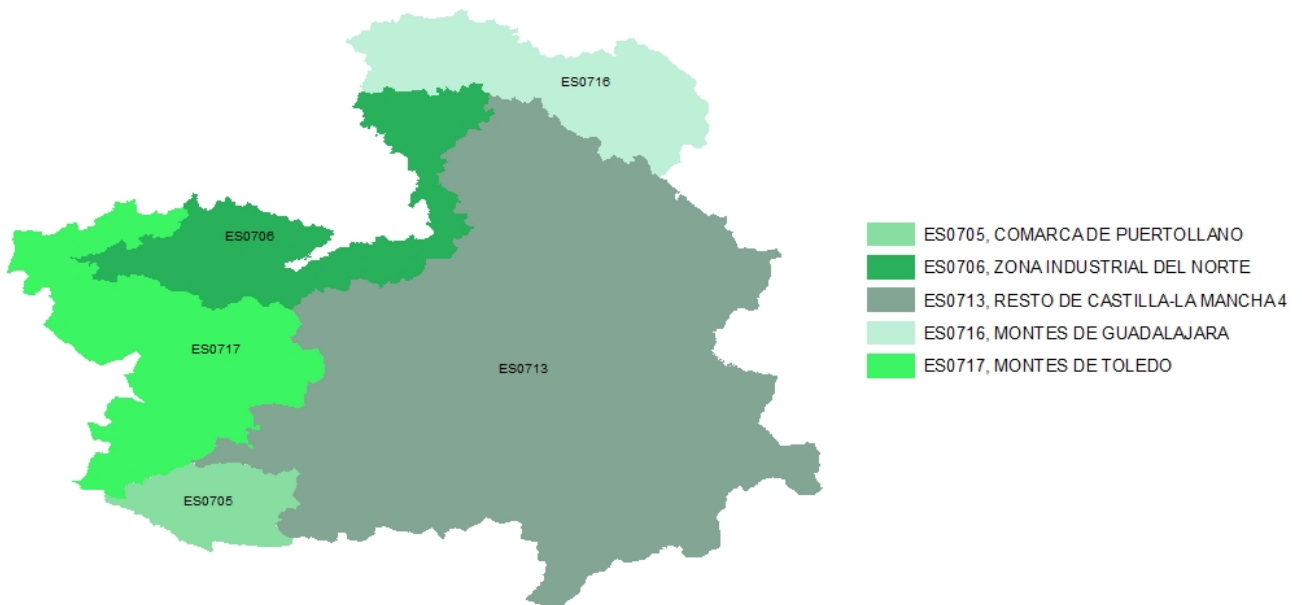 ES0716
ES0706
ES0717
ES0713
ES0705
ES0705, COMARCA DE PUERTOLLANO
ES0706, ZONA INDUSTRIAL DEL NORTE
ES0713, RESTO DE CASTILLA-LA MANCHA 4
ES0716, MONTES DE GUADALAJARA
ES0717, MONTES DE TOLEDO